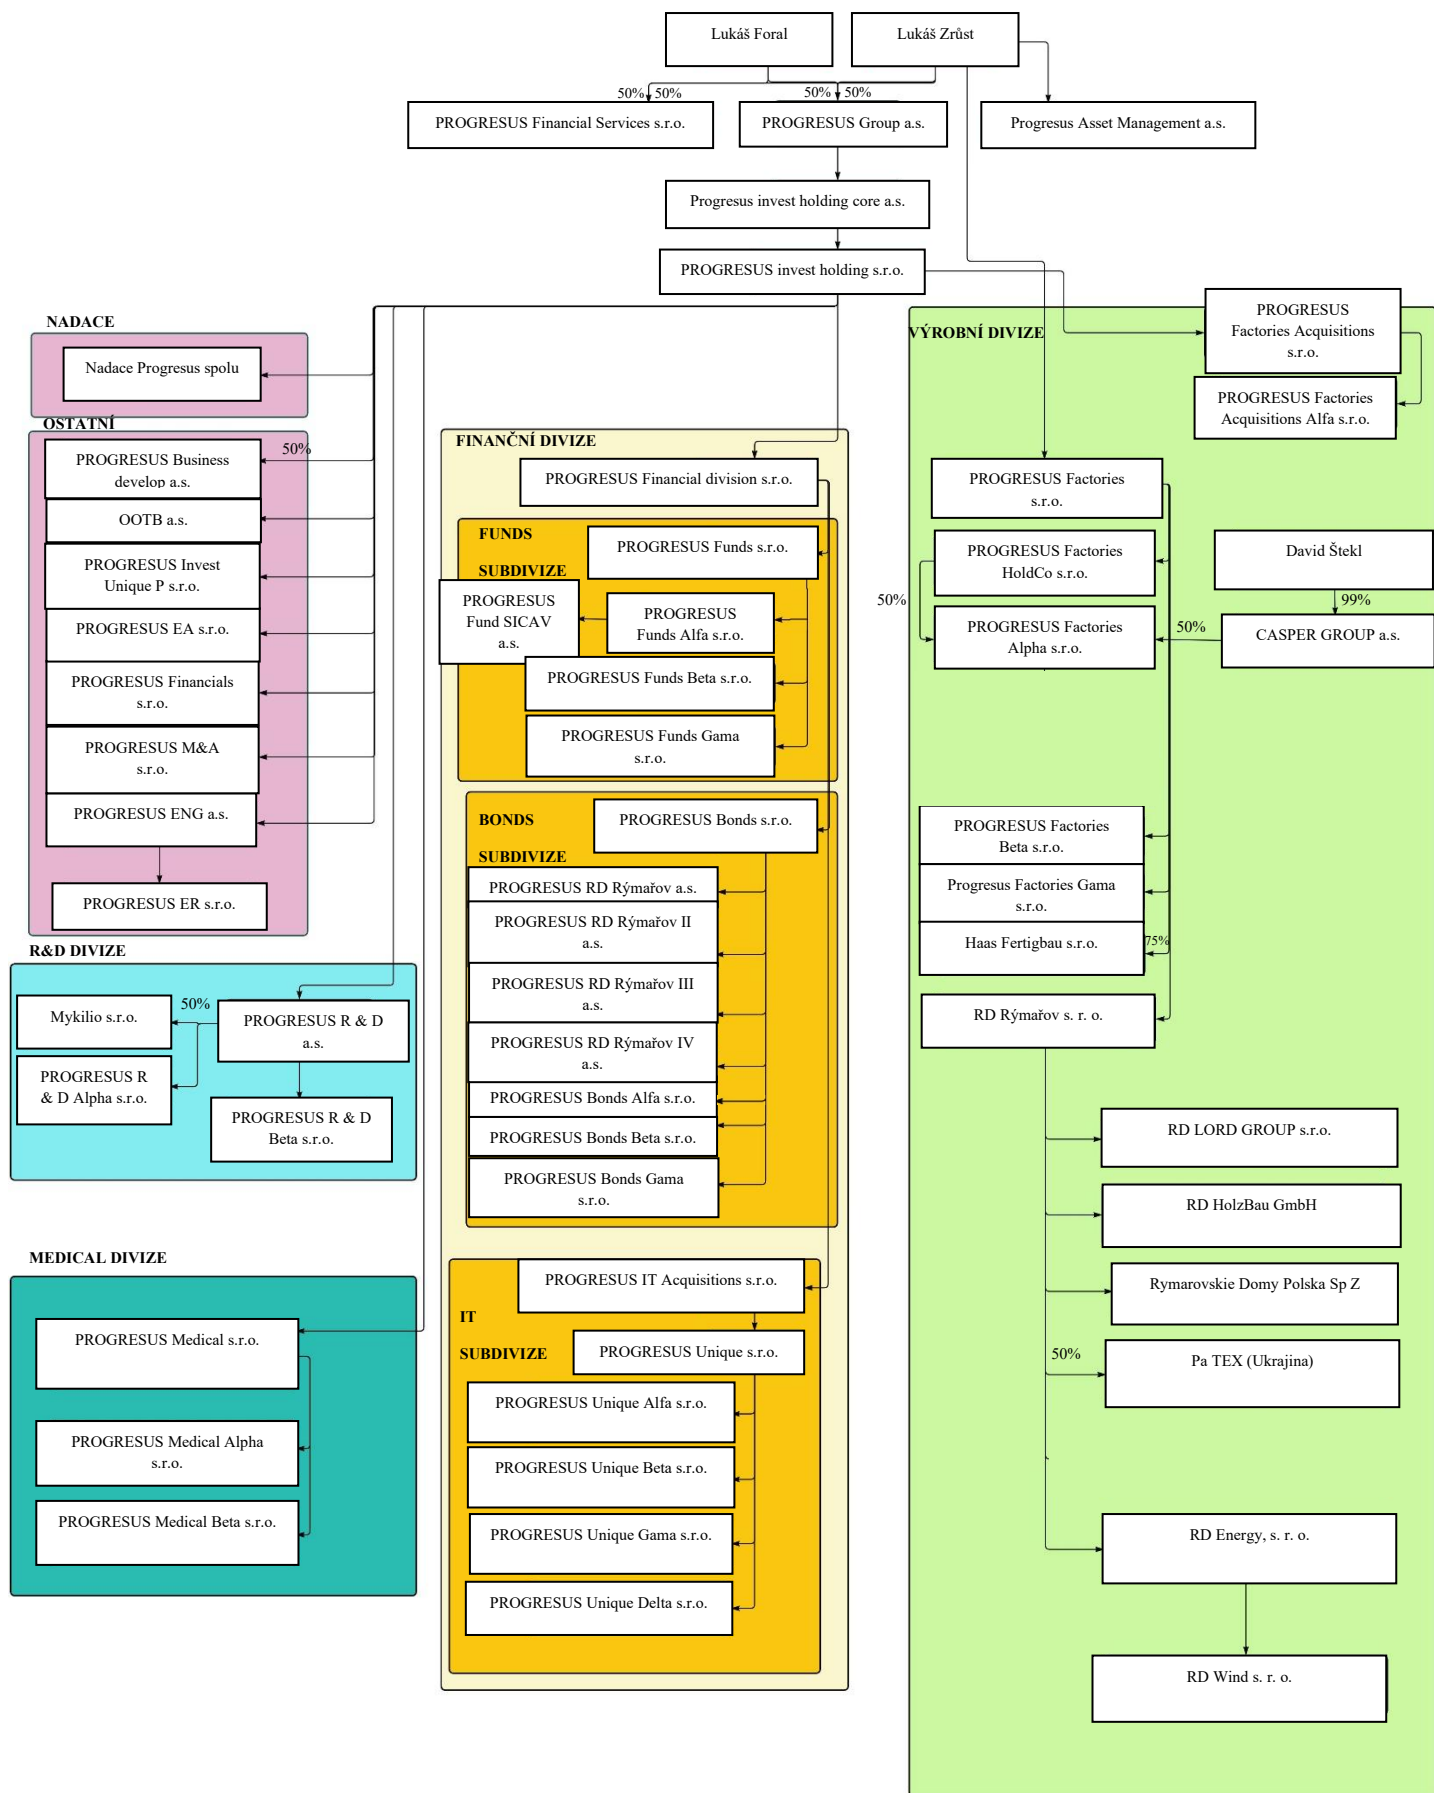 Lukáš Foral
Lukáš Zrůst
50% 50%
50% 50%
PROGRESUS Financial Services s.r.o.
PROGRESUS Group a.s.
Progresus Asset Management a.s.
Progresus invest holding core a.s.
PROGRESUS invest holding s.r.o.
NADACE
Nadace Progresus spolu
OSTATNÍ
50%
PROGRESUS Business
develop a.s.
OOTB a.s.
PROGRESUS Invest
Unique P s.r.o.
PROGRESUS EA s.r.o.
PROGRESUS Financials
s.r.o.
PROGRESUS M&A
s.r.o.
PROGRESUS ENG a.s.
PROGRESUS ER s.r.o.
R&D DIVIZE
Mykilio s.r.o.
50%
PROGRESUS R & D
a.s.
PROGRESUS R
& D Alpha s.r.o.
PROGRESUS R & D
Beta s.r.o.
MEDICAL DIVIZE
PROGRESUS Medical s.r.o.
PROGRESUS Medical Alpha
s.r.o.
PROGRESUS Medical Beta s.r.o.
FINANČNÍ DIVIZE
PROGRESUS Financial division s.r.o.
FUNDS
SUBDIVIZE
PROGRESUS Funds s.r.o.
PROGRESUS
Fund SICAV
a.s.
PROGRESUS
Funds Alfa s.r.o.
PROGRESUS Funds Beta s.r.o.
PROGRESUS Funds Gama
s.r.o.
BONDS
SUBDIVIZE
PROGRESUS Bonds s.r.o.
PROGRESUS RD Rýmařov a.s.
PROGRESUS RD Rýmařov II
a.s.
PROGRESUS RD Rýmařov III
a.s.
PROGRESUS RD Rýmařov IV
a.s.
PROGRESUS Bonds Alfa s.r.o.
PROGRESUS Bonds Beta s.r.o.
PROGRESUS Bonds Gama
s.r.o.
PROGRESUS IT Acquisitions s.r.o.
IT
SUBDIVIZE
PROGRESUS Unique s.r.o.
PROGRESUS Unique Alfa s.r.o.
PROGRESUS Unique Beta s.r.o.
PROGRESUS Unique Gama s.r.o.
PROGRESUS Unique Delta s.r.o.
VÝROBNÍ DIVIZE
PROGRESUS
Factories Acquisitions
s.r.o.
PROGRESUS Factories
Acquisitions Alfa s.r.o.
PROGRESUS Factories
s.r.o.
PROGRESUS Factories
HoldCo s.r.o.
David Štekl
50%
99%
PROGRESUS Factories
Alpha s.r.o.
50%
CASPER GROUP a.s.
PROGRESUS Factories
Beta s.r.o.
Progresus Factories Gama
s.r.o.
Haas Fertigbau s.r.o.
75%
RD Rýmařov s. r. o.
RD LORD GROUP s.r.o.
RD HolzBau GmbH
Rymarovskie Domy Polska Sp Z
50%
Pa TEX (Ukrajina)
RD Energy, s. r. o.
RD Wind s. r. o.